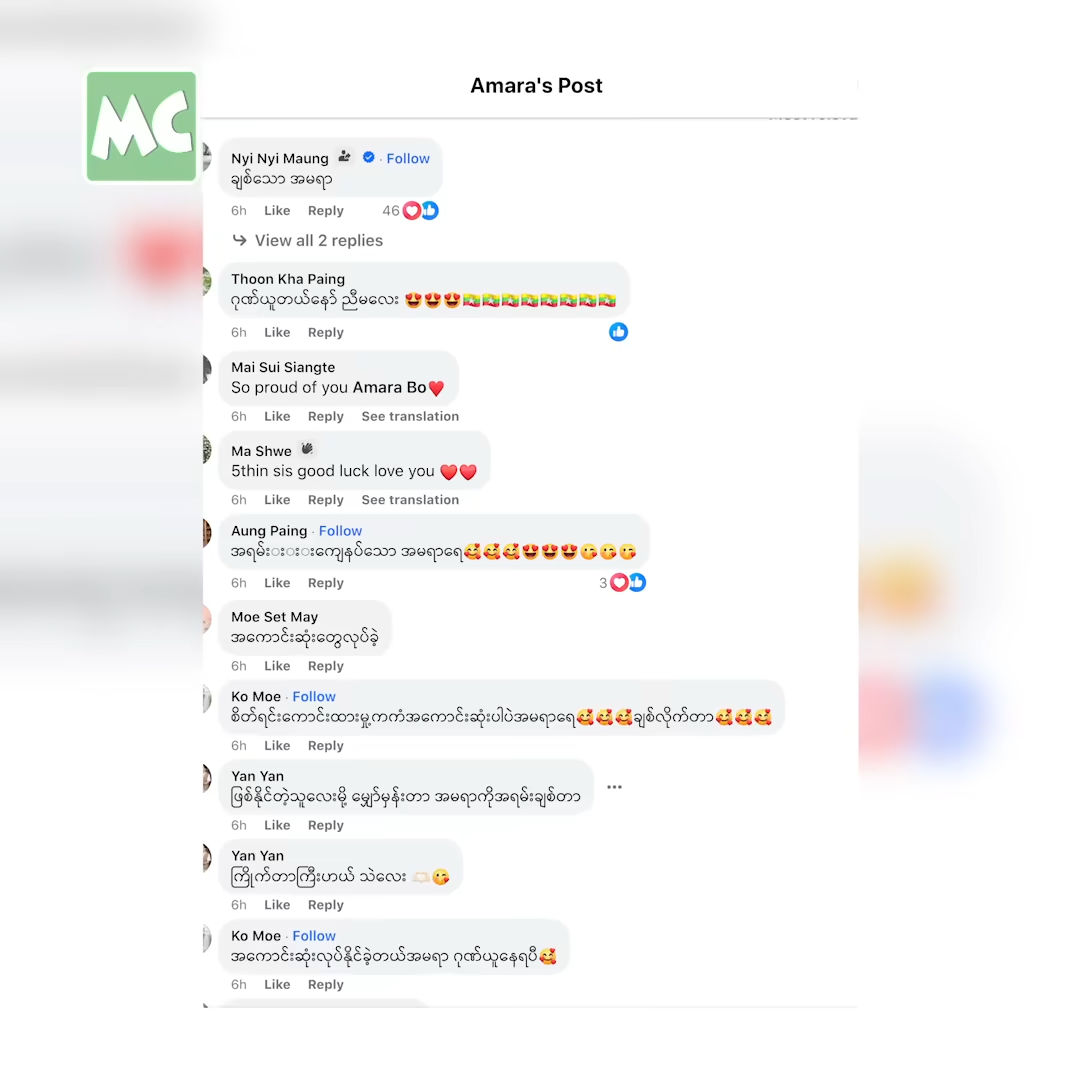 MC
Amara's Post
Nyi Nyi Maung · Follow
ချစ်သော အမရာ
6h Like Reply 46
View all 2 replies
Thoon Kha Paing
ဂုဏ်ယူတယ်နော် ညီမလေး 😍😍😍🇲🇲🇲🇲🇲🇲🇲🇲🇲🇲🇲🇲🇲🇲🇲🇲
6h Like Reply
Mai Sui Siangte
So proud of you Amara Bo♥️
6h Like Reply See translation
Ma Shwe
5thin sis good luck love you ♥️♥️
6h Like Reply See translation
Aung Paing · Follow
အရမ်းးးးကျေနပ်သော အမရာရေ🥰🥰🥰😍😍😍😘😘😘
6h Like Reply 3
Moe Set May
အကောင်းဆုံးတွေလုပ်ခဲ့
6h Like Reply
Ko Moe · Follow
စိတ်ရင်းကောင်းထားမှု့ကကံအကောင်းဆုံးပါပဲအမရာရေ🥰🥰🥰ချစ်လိုက်တာ🥰🥰🥰
6h Like Reply
Yan Yan
ဖြစ်နိုင်တဲ့သူလေးမို့ မျှော်မှန်းတာ အမရာကိုအရမ်းချစ်တာ
6h Like Reply
Yan Yan
ကြိုက်တာကြီးဟယ် သဲလေး 🫶🏻😘
6h Like Reply
Ko Moe · Follow
အကောင်းဆုံးလုပ်နိုင်ခဲ့တယ်အမရာ ဂုဏ်ယူနေရပီ🥰
6h Like Reply